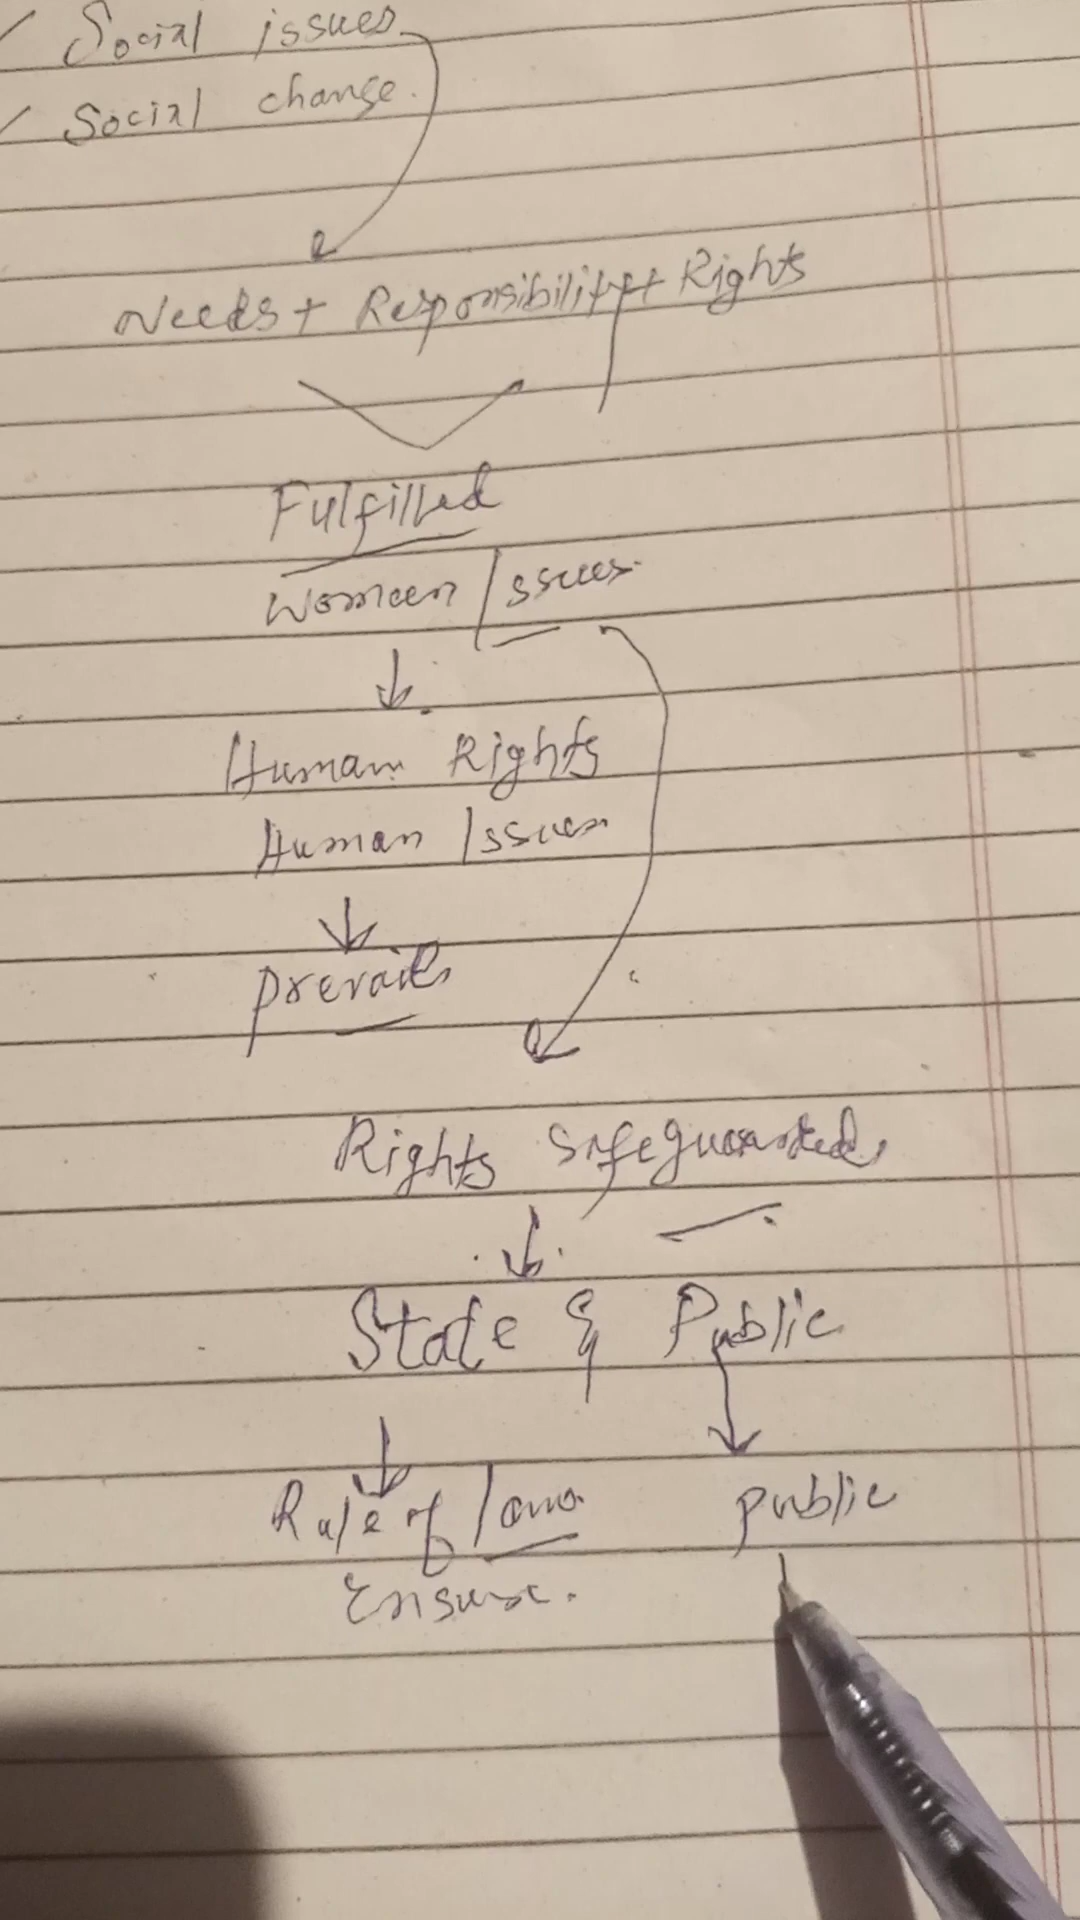 Social issues
Social change.
Needs + Responsibility + Rights
Fulfilled
Women Issues.
Human Rights
Human Issues
prevails
Rights Safeguarded
State & Public
Rule of law public
Ensure.